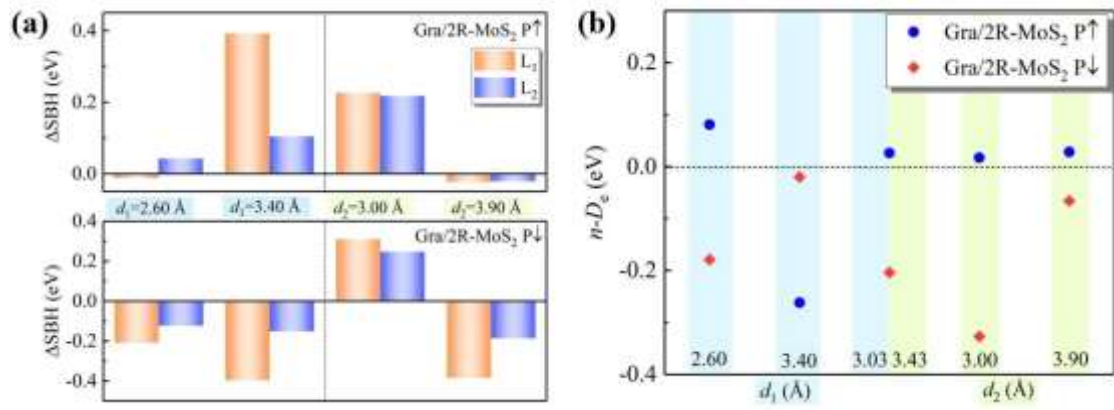 (a)
Gra/2R-MoS₂ P↑
L₁
L₂
ΔSBH (eV)
0.4
0.2
0.0
d₁=2.60 Å
d₁=3.40 Å
d₂=3.00 Å
d₂=3.90 Å
Gra/2R-MoS₂ P↓
ΔSBH (eV)
0.4
0.2
0.0
-0.2
-0.4
(b)
Gra/2R-MoS₂ P↑
Gra/2R-MoS₂ P↓
n-Dₑ (eV)
0.2
0.0
-0.2
-0.4
2.60 3.40 3.03 3.43 3.00 3.90
d₁ (Å) d₂ (Å)